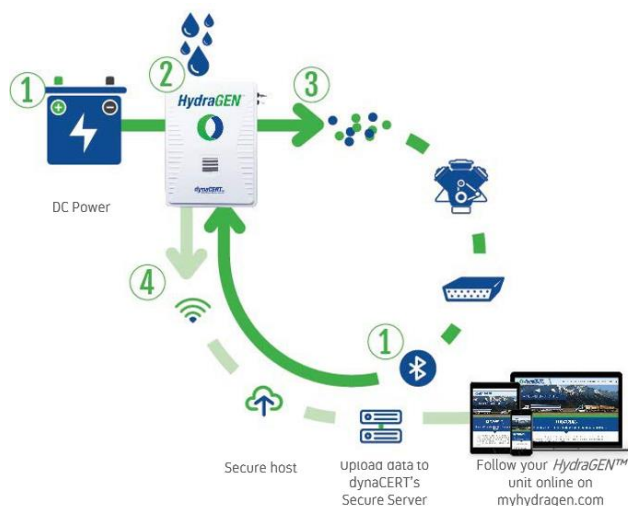 1
2
HydraGEN™
3
dynaCERT
DC Power
4
1
Secure host
Upload data to
dynaCERT's
Secure Server
Follow your HydraGEN™
unit online on
myhydragen.com